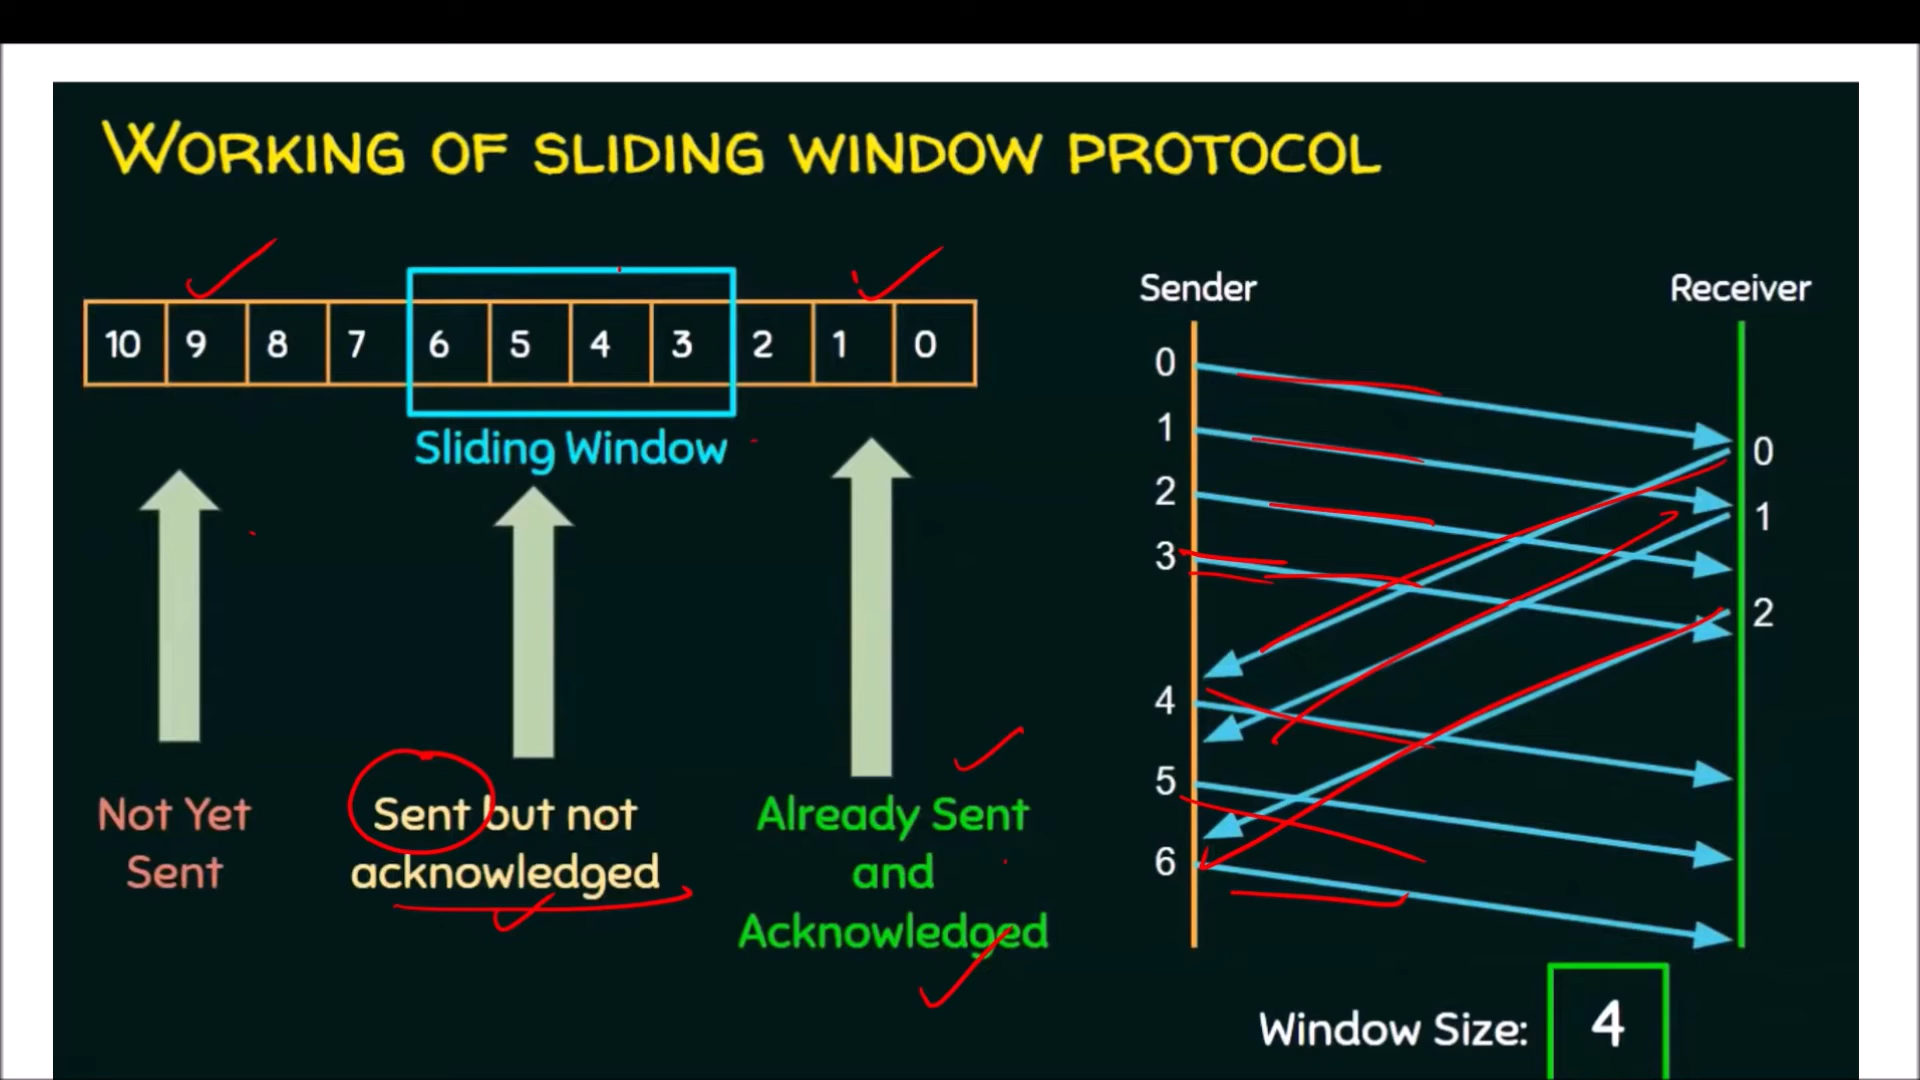 WORKING OF SLIDING WINDOW PROTOCOL
10 9 8 7 6 5 4 3 2 1 0
Sliding Window
Not Yet
Sent
Sent but not
acknowledged
Already Sent
and
Acknowledged
Sender Receiver
0
1
2
3
4
5
6
0
1
2
Window Size: 4